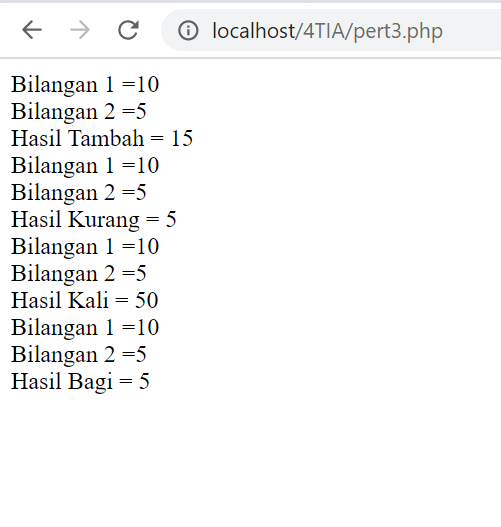 localhost/4TIA/pert3.php
Bilangan 1 =10
Bilangan 2 =5
Hasil Tambah = 15
Bilangan 1 =10
Bilangan 2 =5
Hasil Kurang = 5
Bilangan 1 =10
Bilangan 2 =5
Hasil Kali = 50
Bilangan 1 =10
Bilangan 2 =5
Hasil Bagi = 5